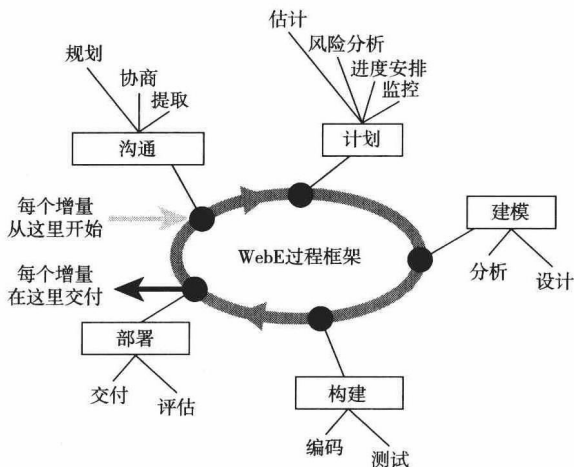 估计
风险分析
进度安排
监控
计划
规划
协商
提取
沟通
每个增量
从这里开始
WebE过程框架
建模
分析
设计
每个增量
在这里交付
部署
交付
评估
构建
编码
测试